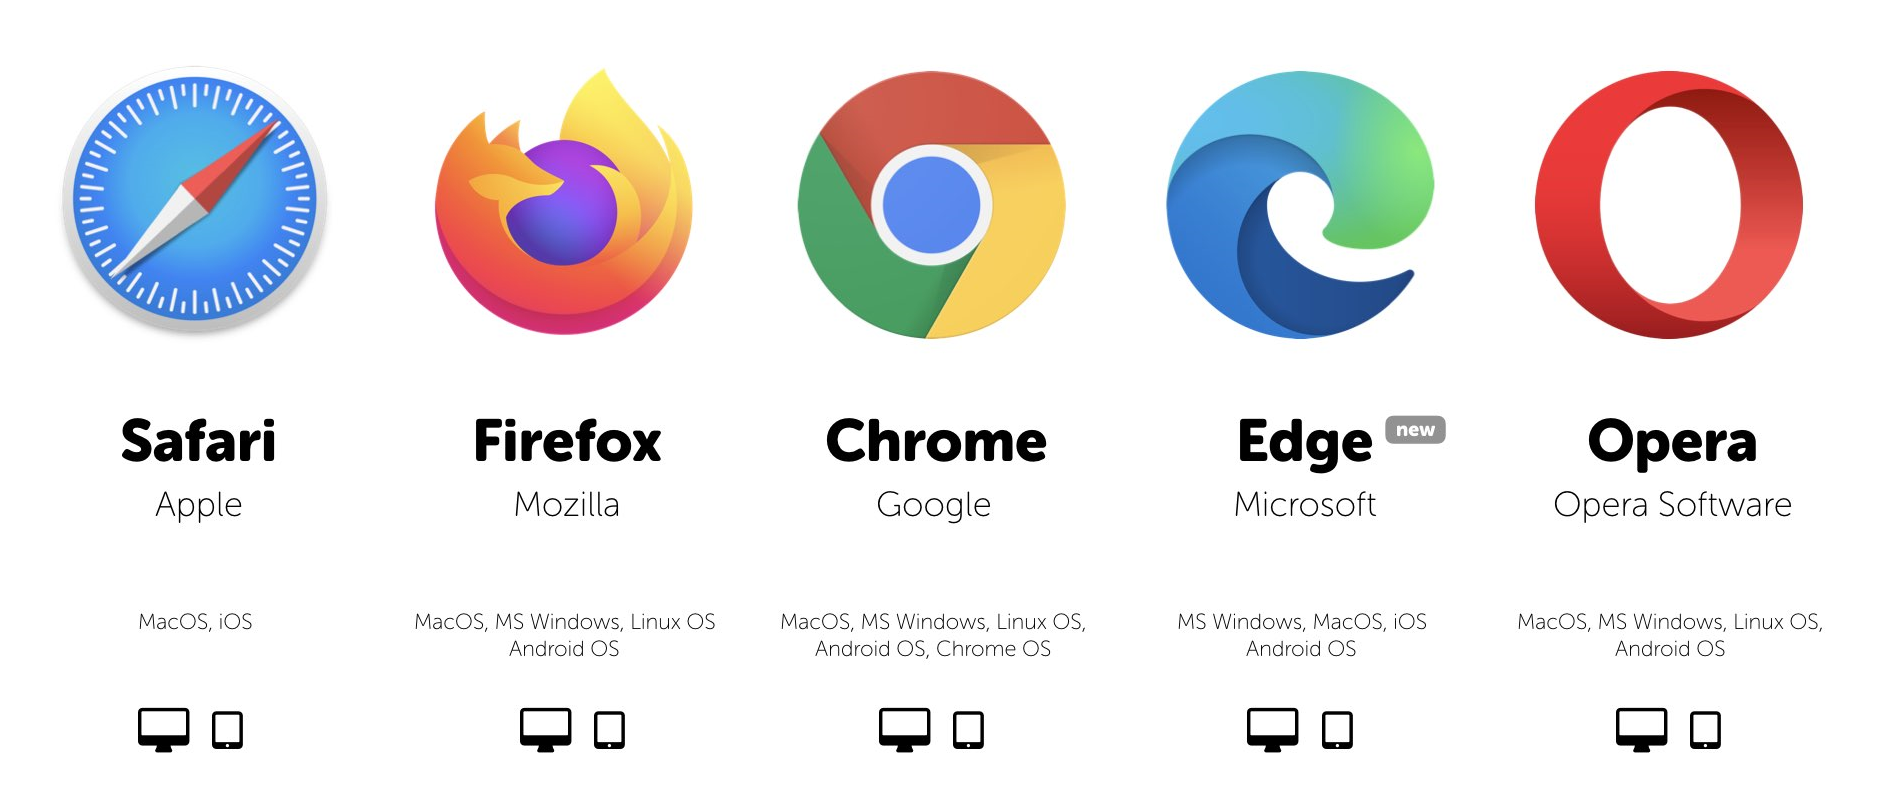 Safari
Firefox
Chrome
Edge new
Opera
Apple
Mozilla
Google
Microsoft
Opera Software
MacOS, iOS
MacOS, MS Windows, Linux OS
Android OS
MacOS, MS Windows, Linux OS,
Android OS, Chrome OS
MS Windows, MacOS, iOS
Android OS
MacOS, MS Windows, Linux OS,
Android OS